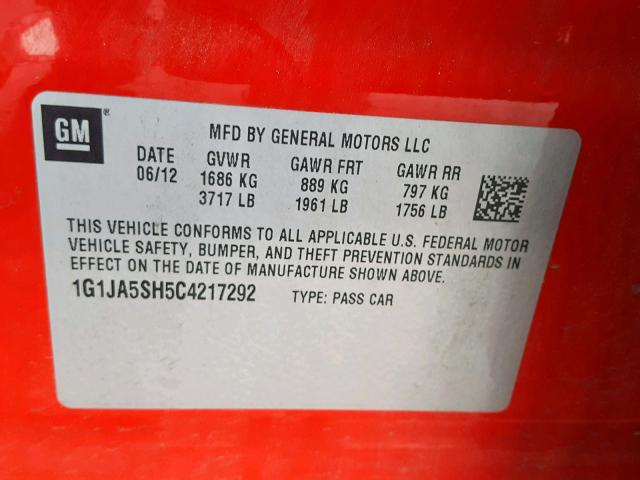 GM ®
MFD BY GENERAL MOTORS LLC
DATE GVWR GAWR FRT GAWR RR
06/12 1686 KG 889 KG 797 KG
3717 LB 1961 LB 1756 LB
THIS VEHICLE CONFORMS TO ALL APPLICABLE U.S. FEDERAL MOTOR
VEHICLE SAFETY, BUMPER, AND THEFT PREVENTION STANDARDS IN
EFFECT ON THE DATE OF MANUFACTURE SHOWN ABOVE.
1G1JA5SH5C4217292 TYPE: PASS CAR